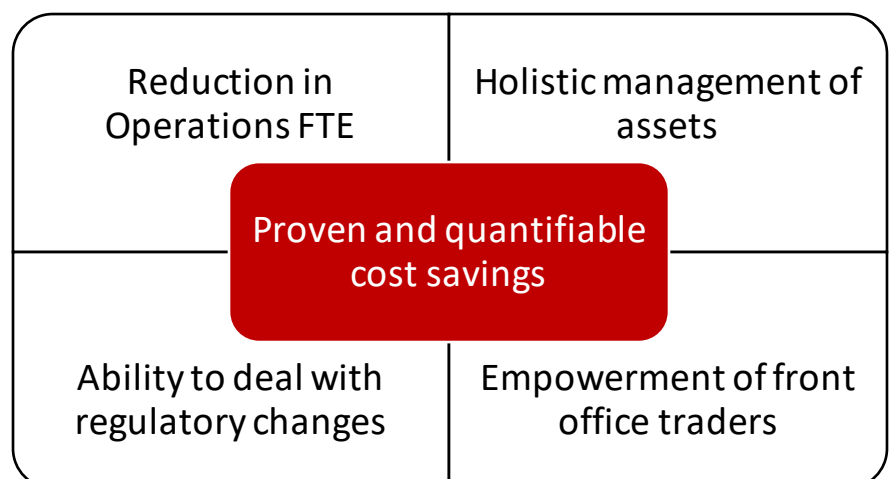 Reduction in
Operations FTE
Holistic management of
assets
Proven and quantifiable
cost savings
Ability to deal with
regulatory changes
Empowerment of front
office traders